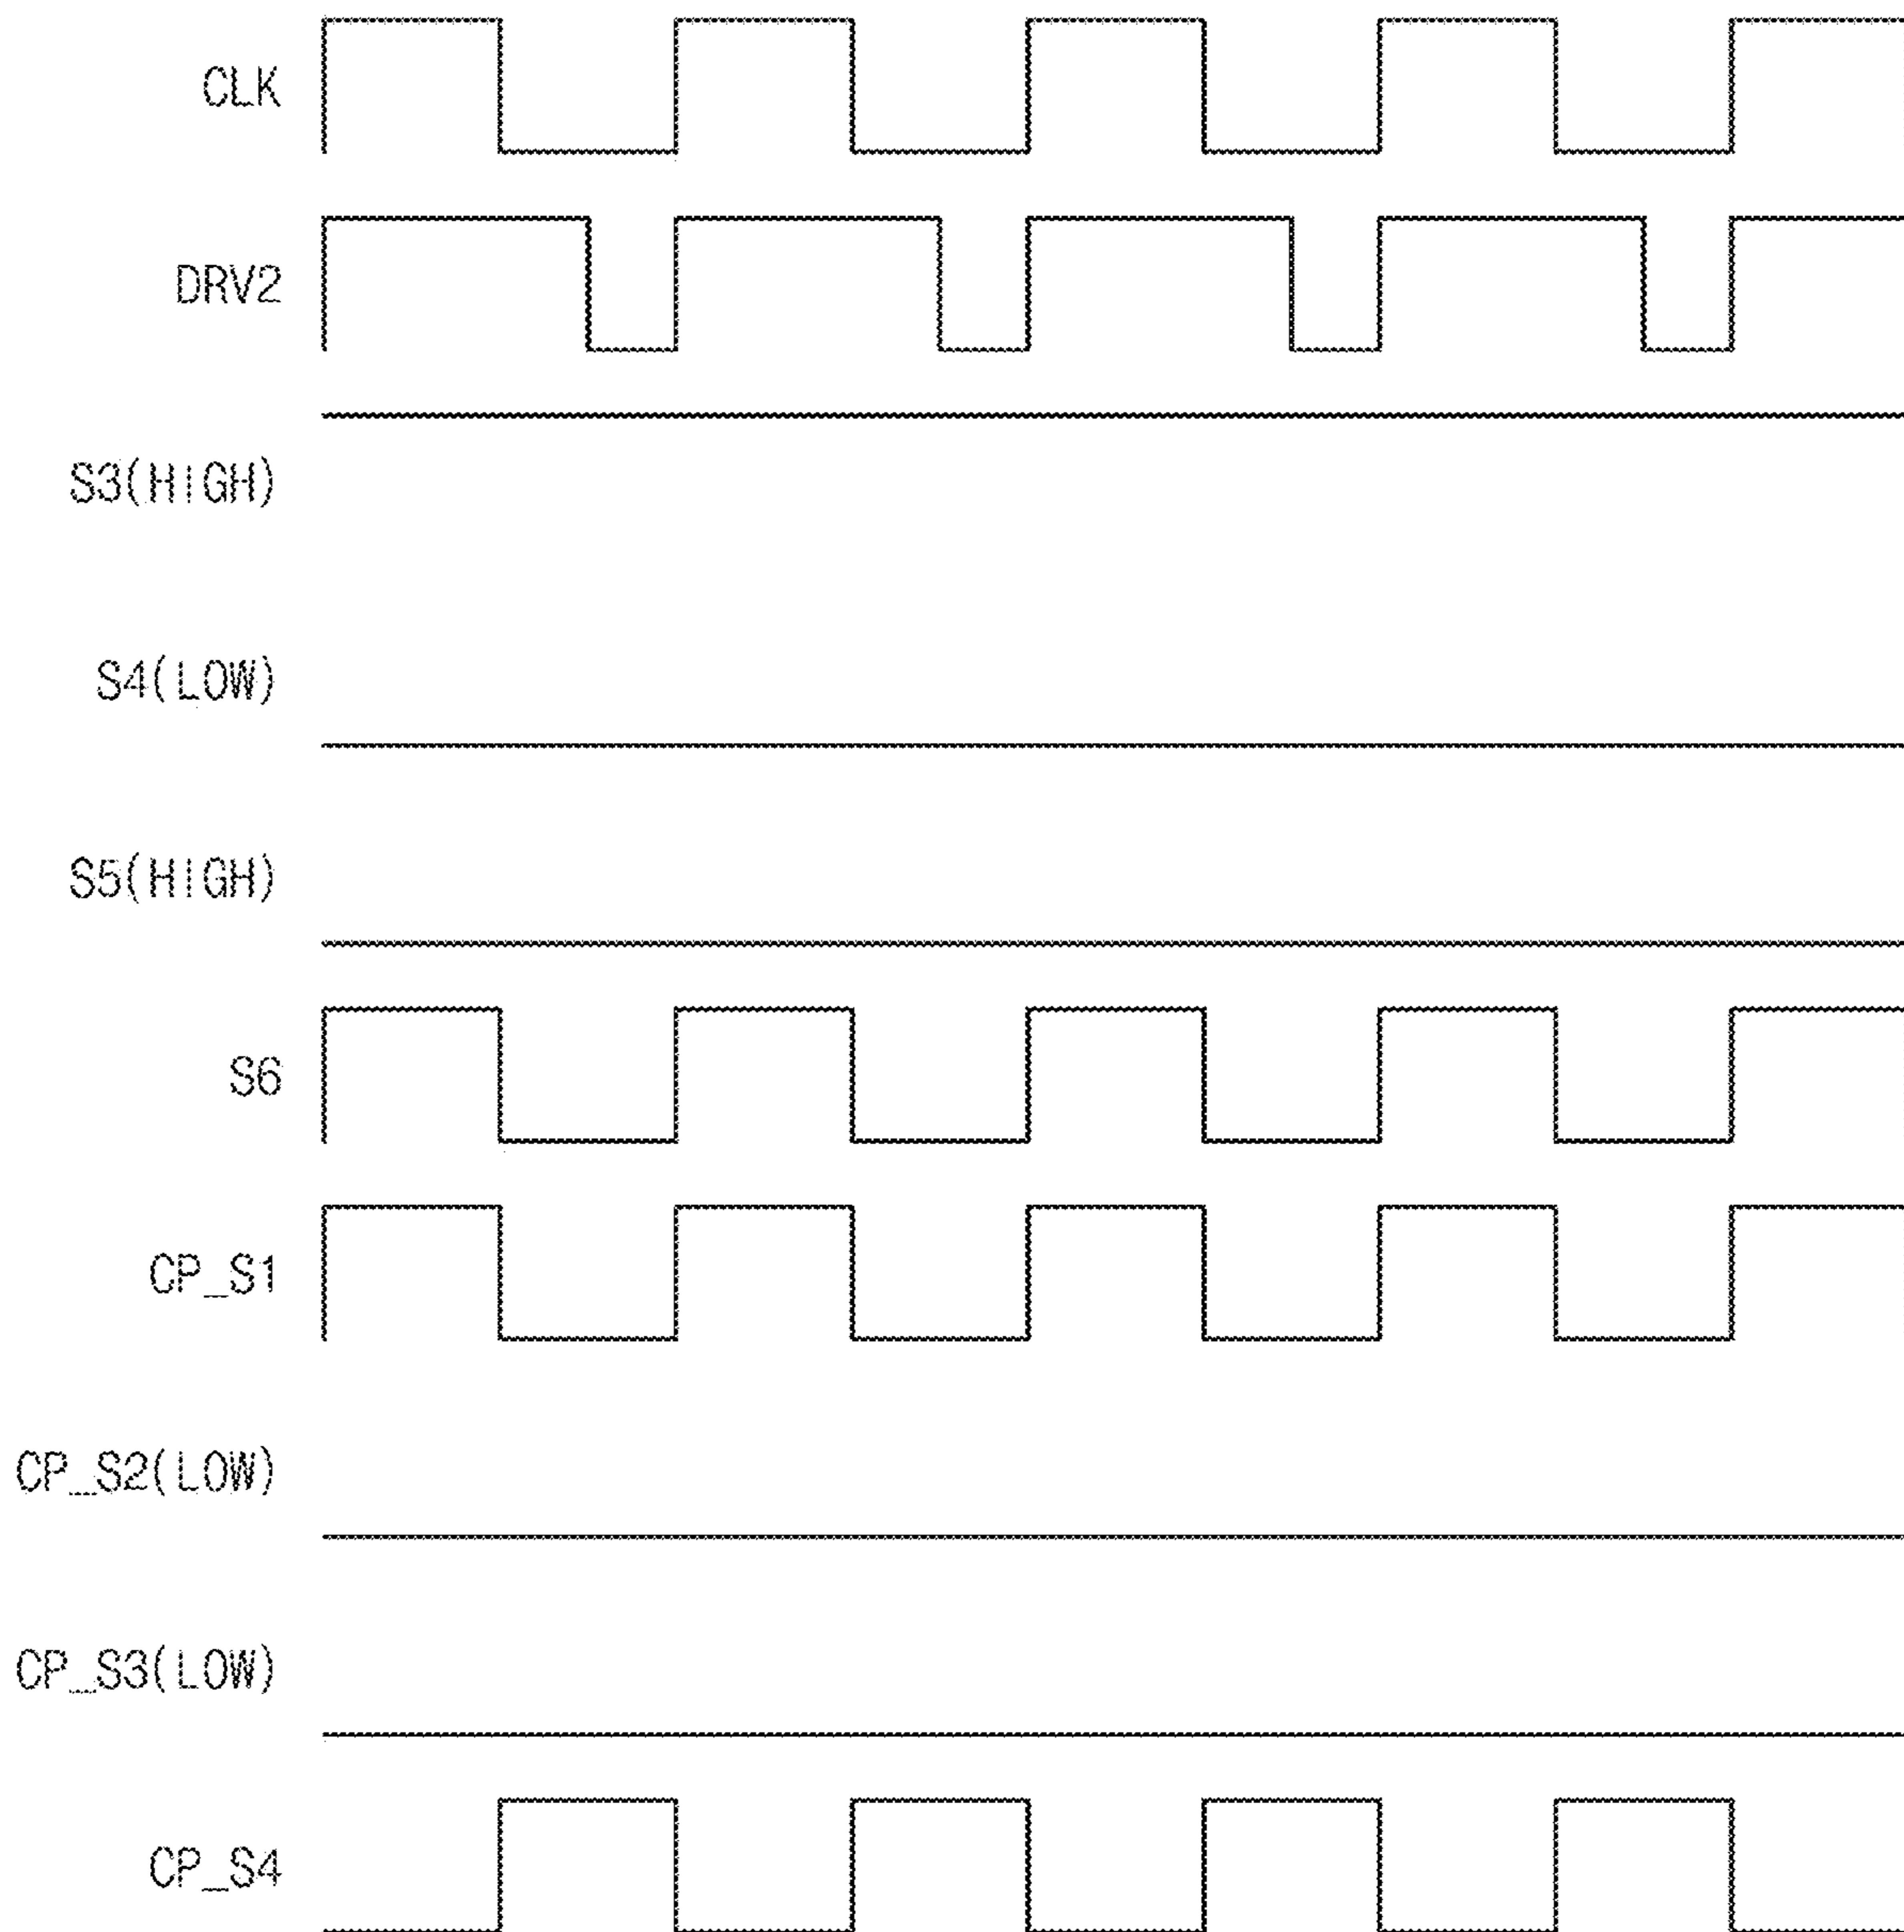 CLK
DRV2
S3(HIGH)
S4(LOW)
S5(HIGH)
S6
CP_S1
CP_S2(LOW)
CP_S3(LOW)
CP_S4